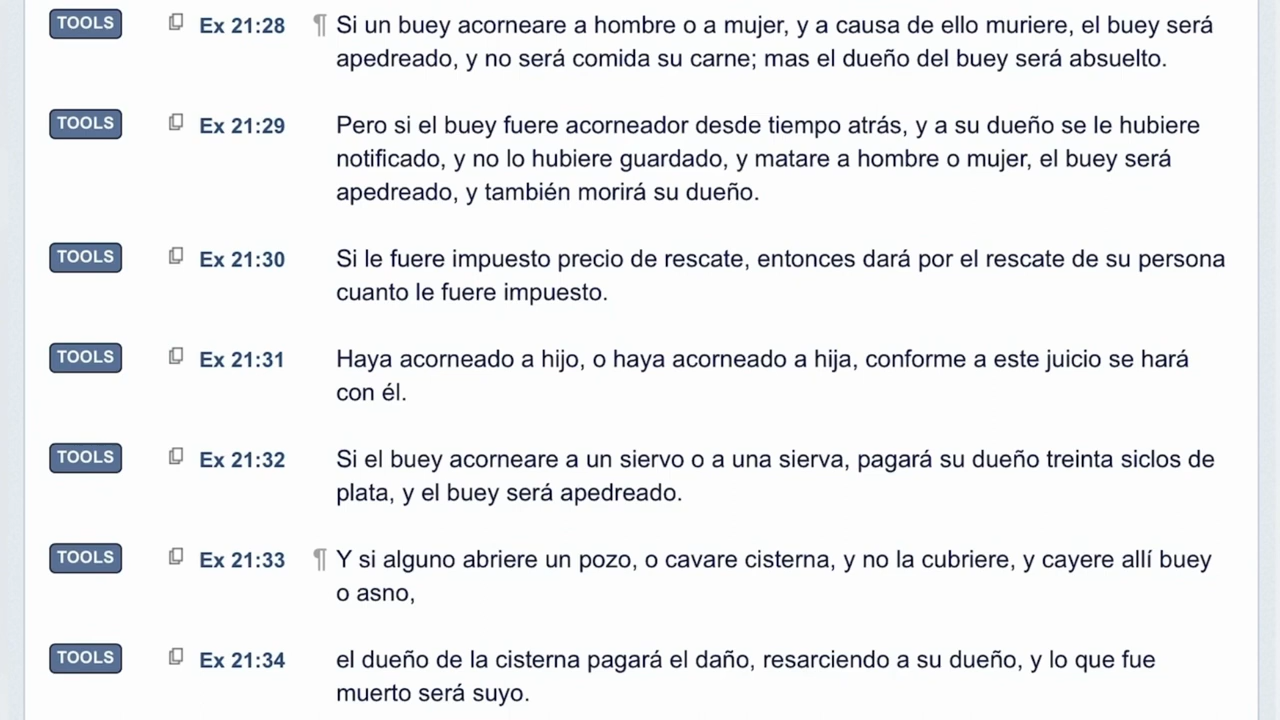 TOOLS Ex 21:28 ¶ Si un buey acorneare a hombre o a mujer, y a causa de ello muriere, el buey será
apedreado, y no será comida su carne; mas el dueño del buey será absuelto.
TOOLS Ex 21:29 Pero si el buey fuere acorneador desde tiempo atrás, y a su dueño se le hubiere
notificado, y no lo hubiere guardado, y matare a hombre o mujer, el buey será
apedreado, y también morirá su dueño.
TOOLS Ex 21:30 Si le fuere impuesto precio de rescate, entonces dará por el rescate de su persona
cuanto le fuere impuesto.
TOOLS Ex 21:31 Haya acorneado a hijo, o haya acorneado a hija, conforme a este juicio se hará
con él.
TOOLS Ex 21:32 Si el buey acorneare a un siervo o a una sierva, pagará su dueño treinta siclos de
plata, y el buey será apedreado.
TOOLS Ex 21:33 ¶ Y si alguno abriere un pozo, o cavare cisterna, y no la cubriere, y cayere allí buey
o asno,
TOOLS Ex 21:34 el dueño de la cisterna pagará el daño, resarciendo a su dueño, y lo que fue
muerto será suyo.